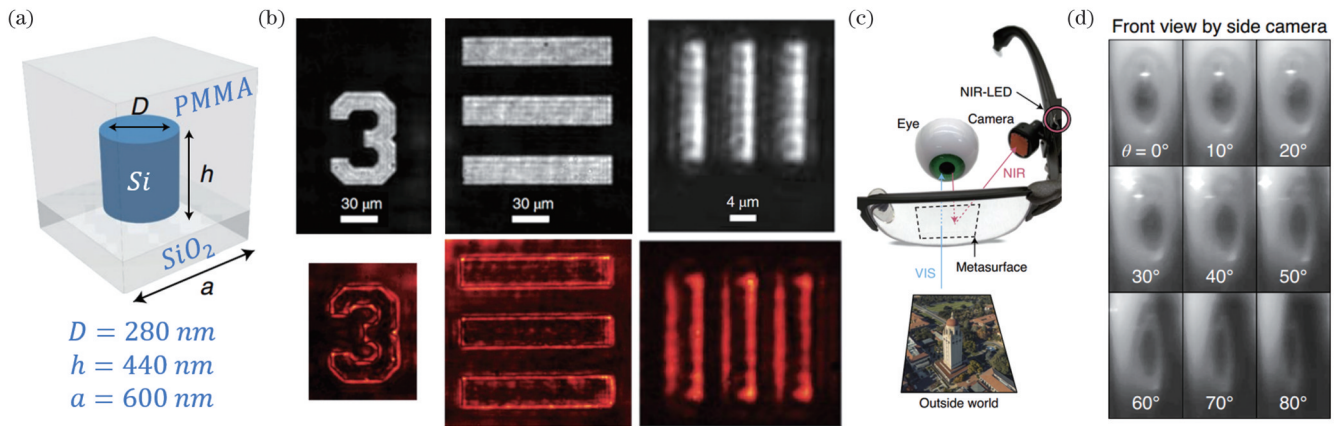 (a)
D
PMMA
Si
h
SiO₂
a
D = 280 nm
h = 440 nm
a = 600 nm
(b)
30 μm
30 μm
4 μm
(c)
NIR-LED
Camera
Eye
NIR
VIS
Metasurface
Outside world
(d)
Front view by side camera
θ = 0°
10°
20°
30°
40°
50°
60°
70°
80°